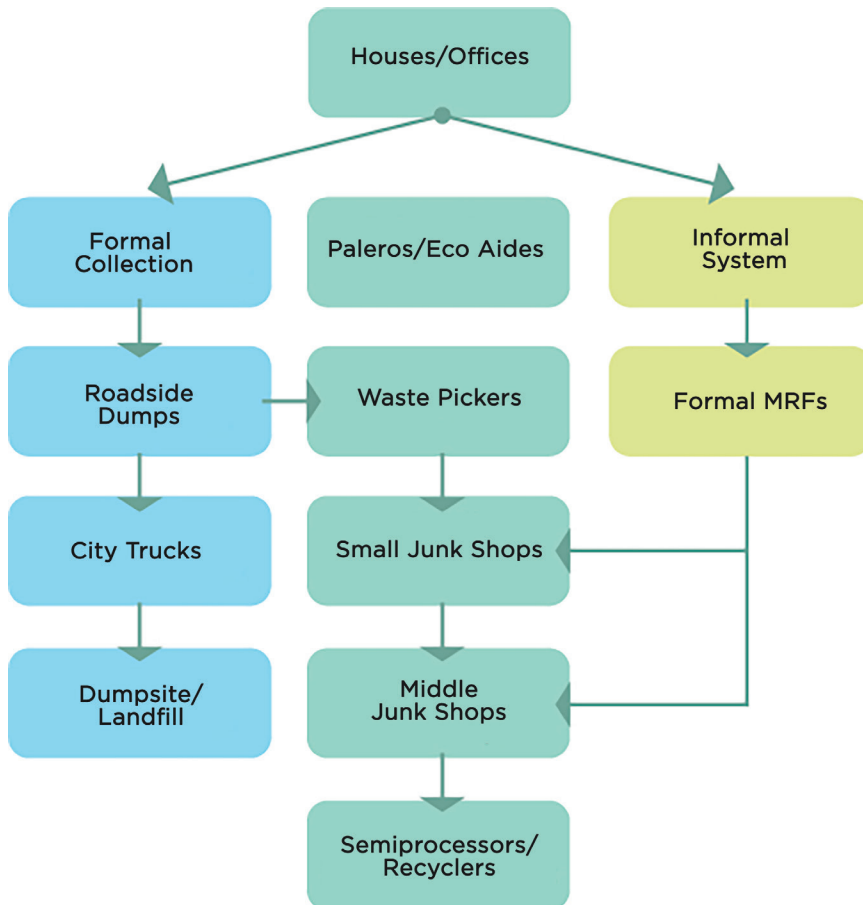 Houses/Offices
Formal
Collection
Paleros/Eco Aides
Informal
System
Roadside
Dumps
Waste Pickers
Formal MRFs
City Trucks
Small Junk Shops
Dumpsite/
Landfill
Middle
Junk Shops
Semiprocessors/
Recyclers